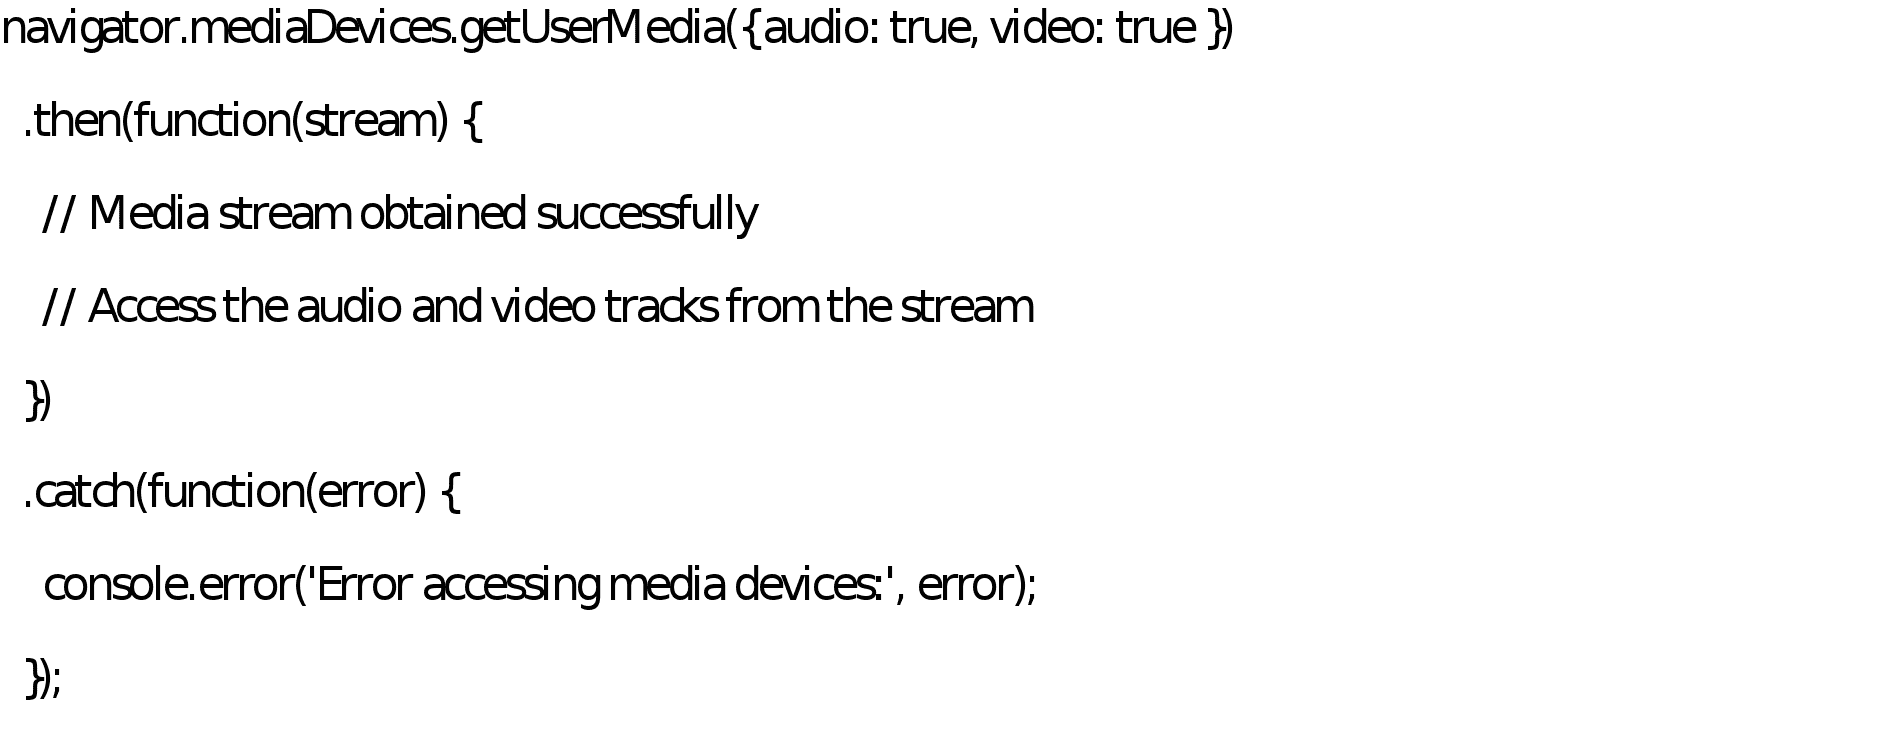 navigator.mediaDevices.getUserMedia({ audio: true, video: true })
.then(function(stream) {
// Media stream obtained successfully
// Access the audio and video tracks from the stream
})
.catch(function(error) {
console.error('Error accessing media devices:', error);
});